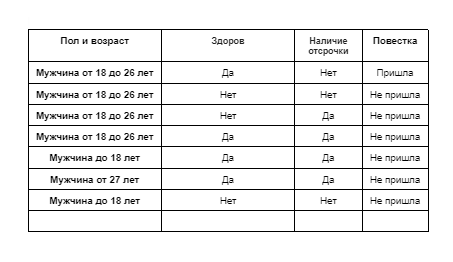 Пол и возраст Здоров Наличие отсрочки Повестка
Мужчина от 18 до 26 лет Да Нет Пришла
Мужчина от 18 до 26 лет Нет Нет Не пришла
Мужчина от 18 до 26 лет Нет Да Не пришла
Мужчина от 18 до 26 лет Да Да Не пришла
Мужчина до 18 лет Да Да Не пришла
Мужчина от 27 лет Да Да Не пришла
Мужчина до 18 лет Нет Нет Не пришла